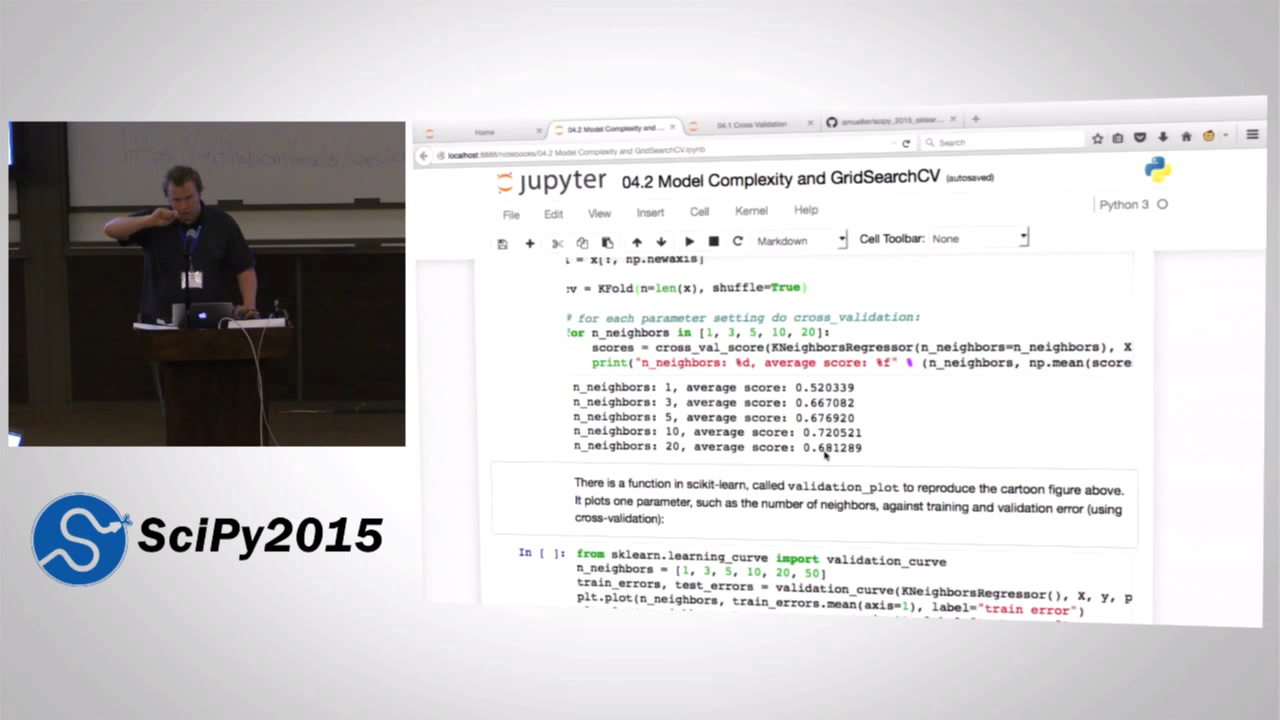 Home
04.2 Model Complexity and ...
04.1 Cross Validation
amueller/scipy_2015_sklear...
localhost:8888/notebooks/04.2 Model Complexity and GridSearchCV.ipynb
Search
jupyter 04.2 Model Complexity and GridSearchCV (autosaved)
File Edit View Insert Cell Kernel Help
Python 3
Markdown
Cell Toolbar: None
= x[:, np.newaxis]
:v = KFold(n=len(x), shuffle=True)
# for each parameter setting do cross_validation:
for n_neighbors in [1, 3, 5, 10, 20]:
scores = cross_val_score(KNeighborsRegressor(n_neighbors=n_neighbors), X
print("n_neighbors: %d, average score: %f" % (n_neighbors, np.mean(score
n_neighbors: 1, average score: 0.520339
n_neighbors: 3, average score: 0.667082
n_neighbors: 5, average score: 0.676920
n_neighbors: 10, average score: 0.720521
n_neighbors: 20, average score: 0.681289
There is a function in scikit-learn, called validation_plot to reproduce the cartoon figure above.
It plots one parameter, such as the number of neighbors, against training and validation error (using
cross-validation):
In [ ]: from sklearn.learning_curve import validation_curve
n_neighbors = [1, 3, 5, 10, 20, 50]
train_errors, test_errors = validation_curve(KNeighborsRegressor(), X, y, p
plt.plot(n_neighbors, train_errors.mean(axis=1), label="train error")
SciPy2015